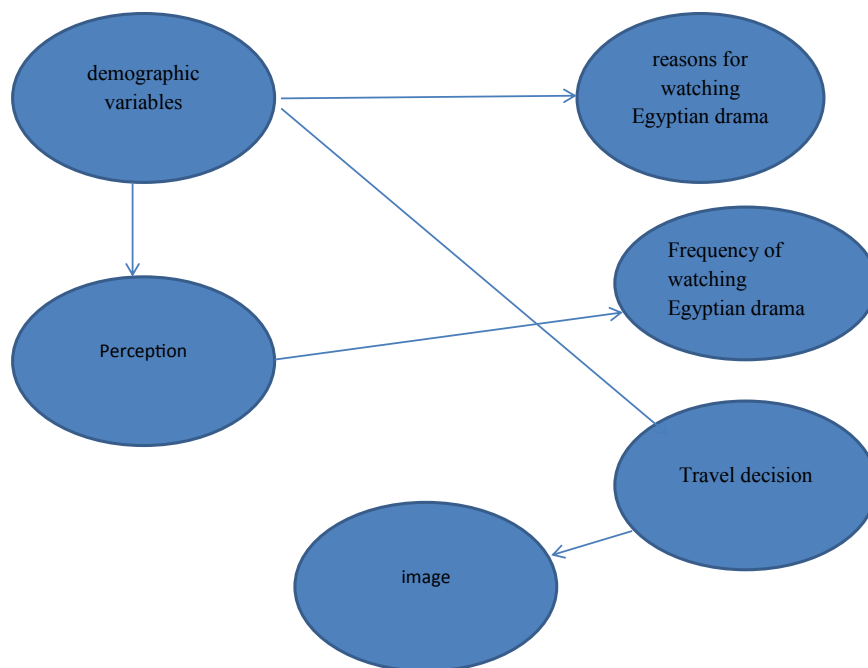 demographic
variables
reasons for
watching
Egyptian drama
Frequency of
watching
Egyptian drama
Perception
Travel decision
image